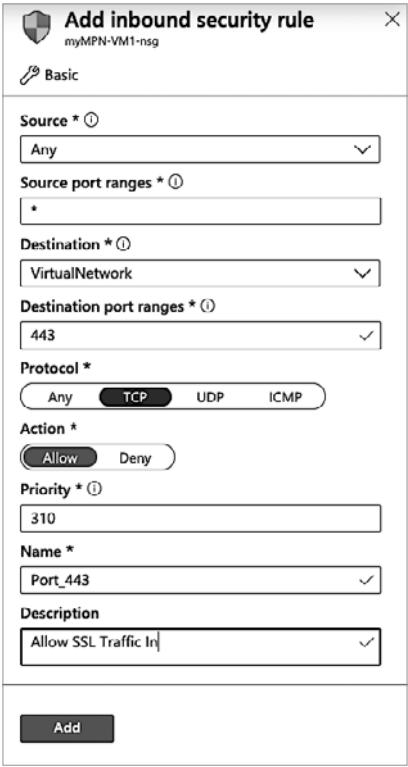 Add inbound security rule
myMPN-VM1-nsg
Basic
Source *
Any
Source port ranges *
*
Destination *
VirtualNetwork
Destination port ranges *
443
Protocol *
Any TCP UDP ICMP
Action *
Allow Deny
Priority *
310
Name *
Port_443
Description
Allow SSL Traffic In
Add